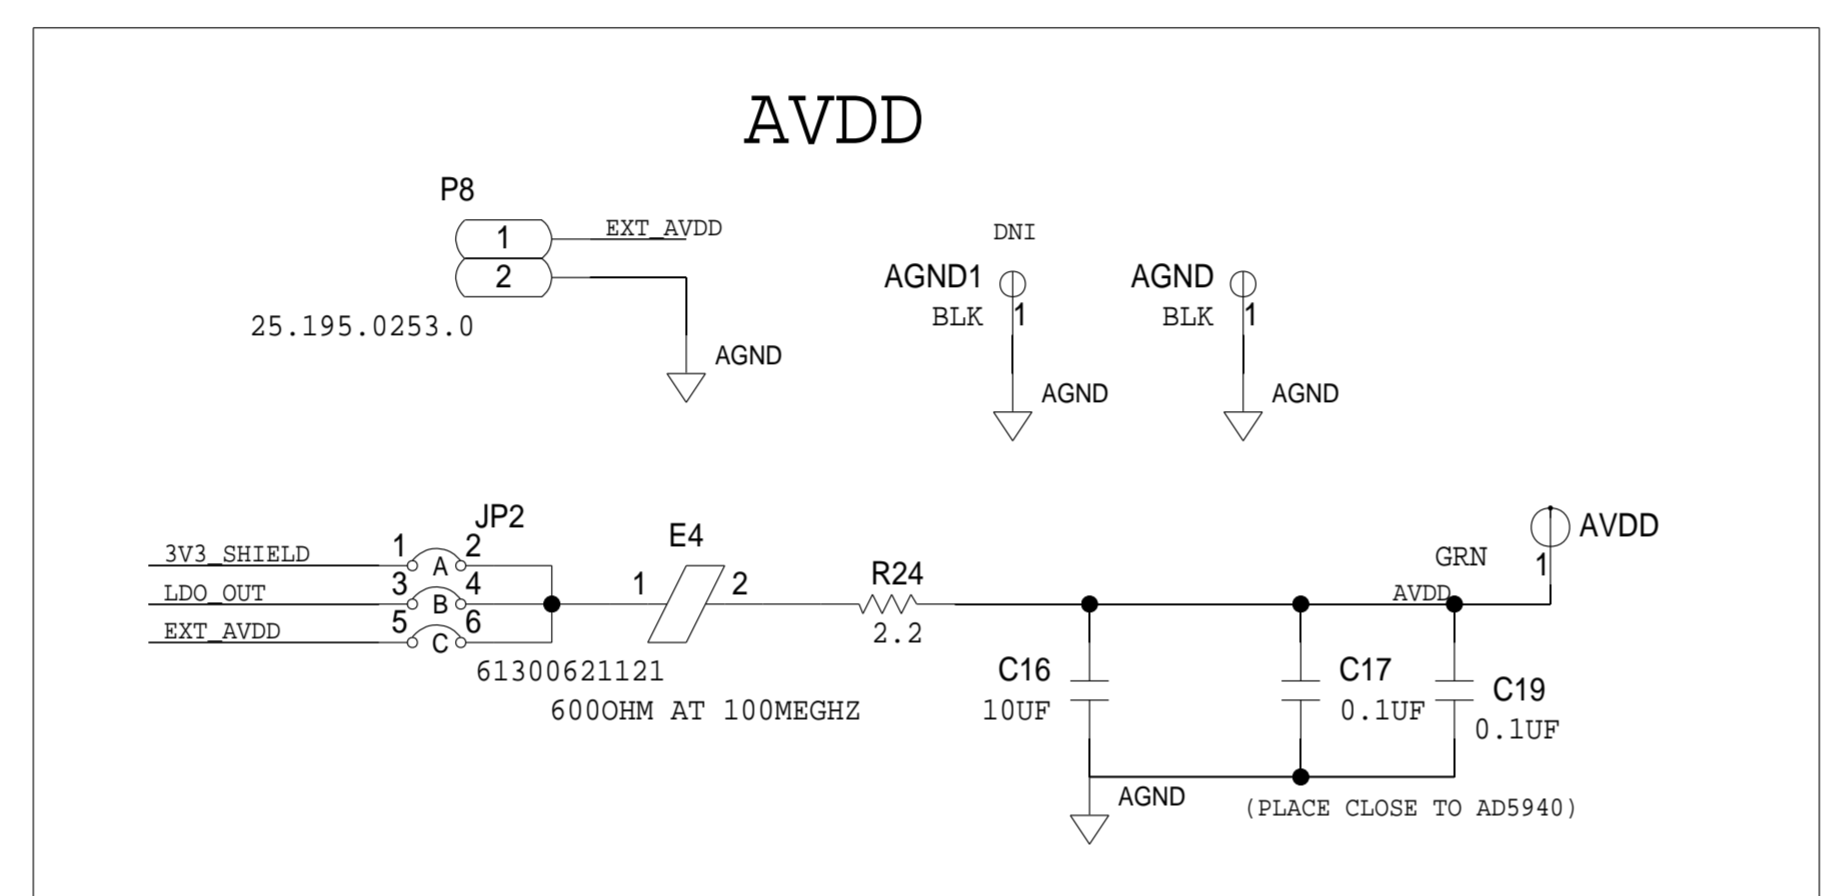 AVDD
P8
1 EXT_AVDD
2
25.195.0253.0
AGND
DNI
AGND1
BLK 1
AGND
AGND
BLK 1
AGND
JP2
3V3_SHIELD 1 A 2
LDO_OUT 3 B 4
EXT_AVDD 5 C 6
61300621121
E4
1 2
600OHM AT 100MEGHZ
R24
2.2
C16
10UF
AGND
C17
0.1UF
C19
0.1UF
(PLACE CLOSE TO AD5940)
AVDD
GRN 1
AVDD